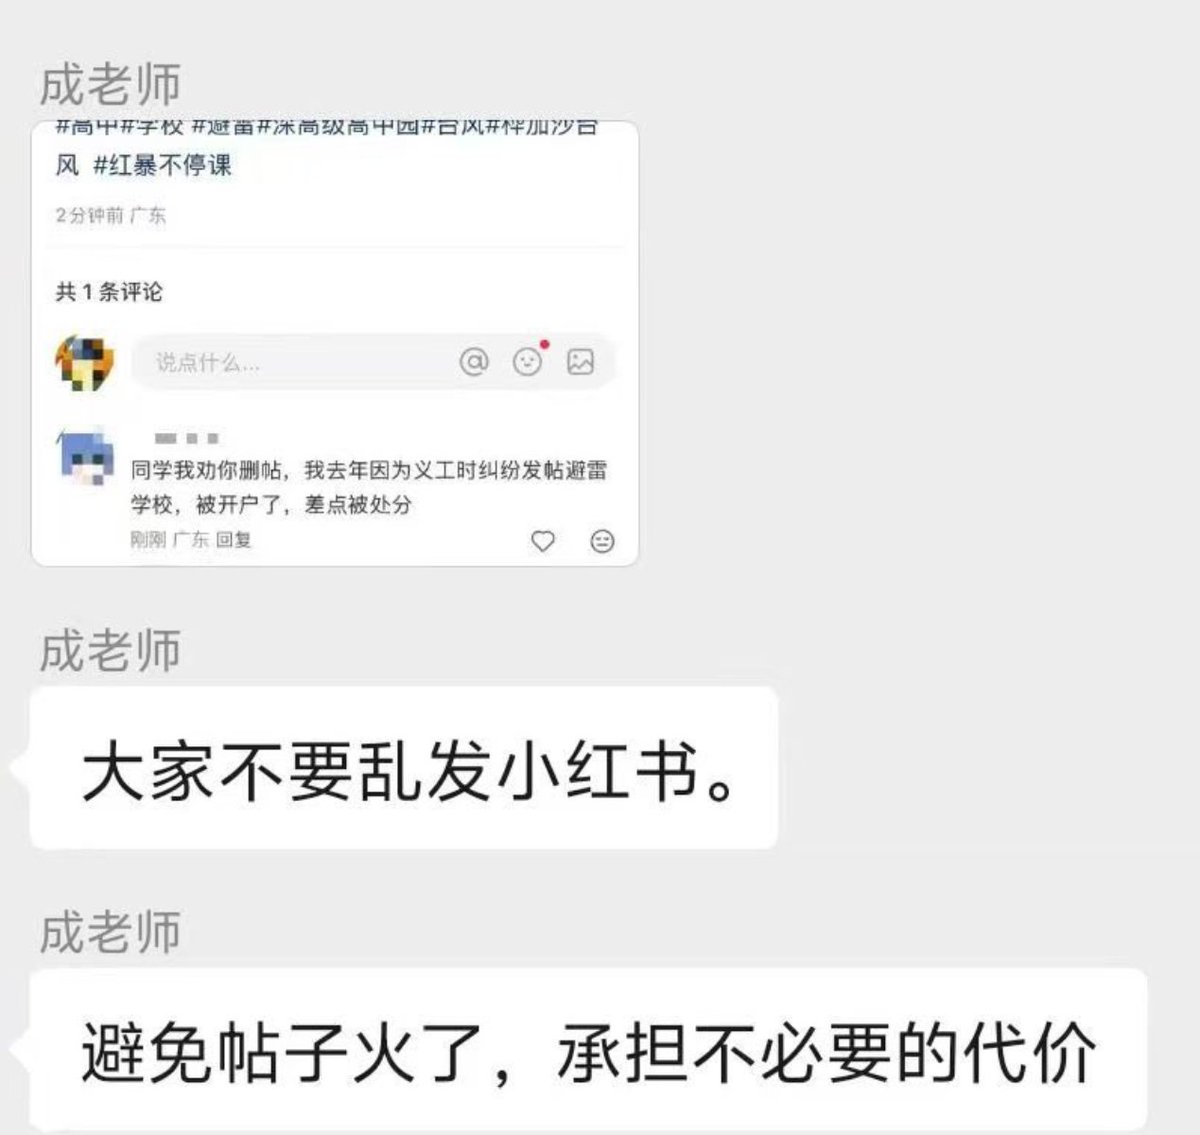 成老师
#高中#学校 #避雷#深高级高中园#台风#桦加沙台
风 #红暴不停课
2分钟前 广东
共 1 条评论
说点什么...
同学我劝你删帖，我去年因为义工时纠纷发帖避雷
学校，被开户了，差点被处分
刚刚 广东 回复
成老师
大家不要乱发小红书。
成老师
避免帖子火了，承担不必要的代价